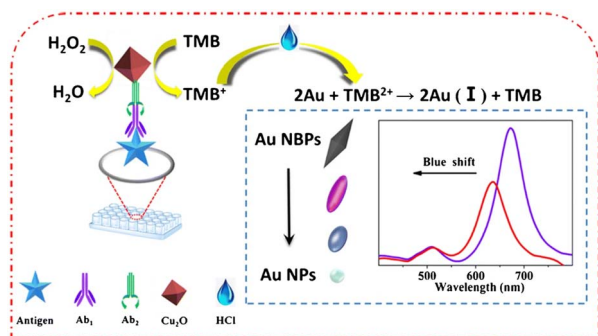 H₂O₂
TMB
H₂O
TMB⁺
2Au + TMB²⁺ → 2Au ( I ) + TMB
Au NBPs
Au NPs
Blue shift
500
600
700
Wavelength (nm)
Antigen
Ab₁
Ab₂
Cu₂O
HCl